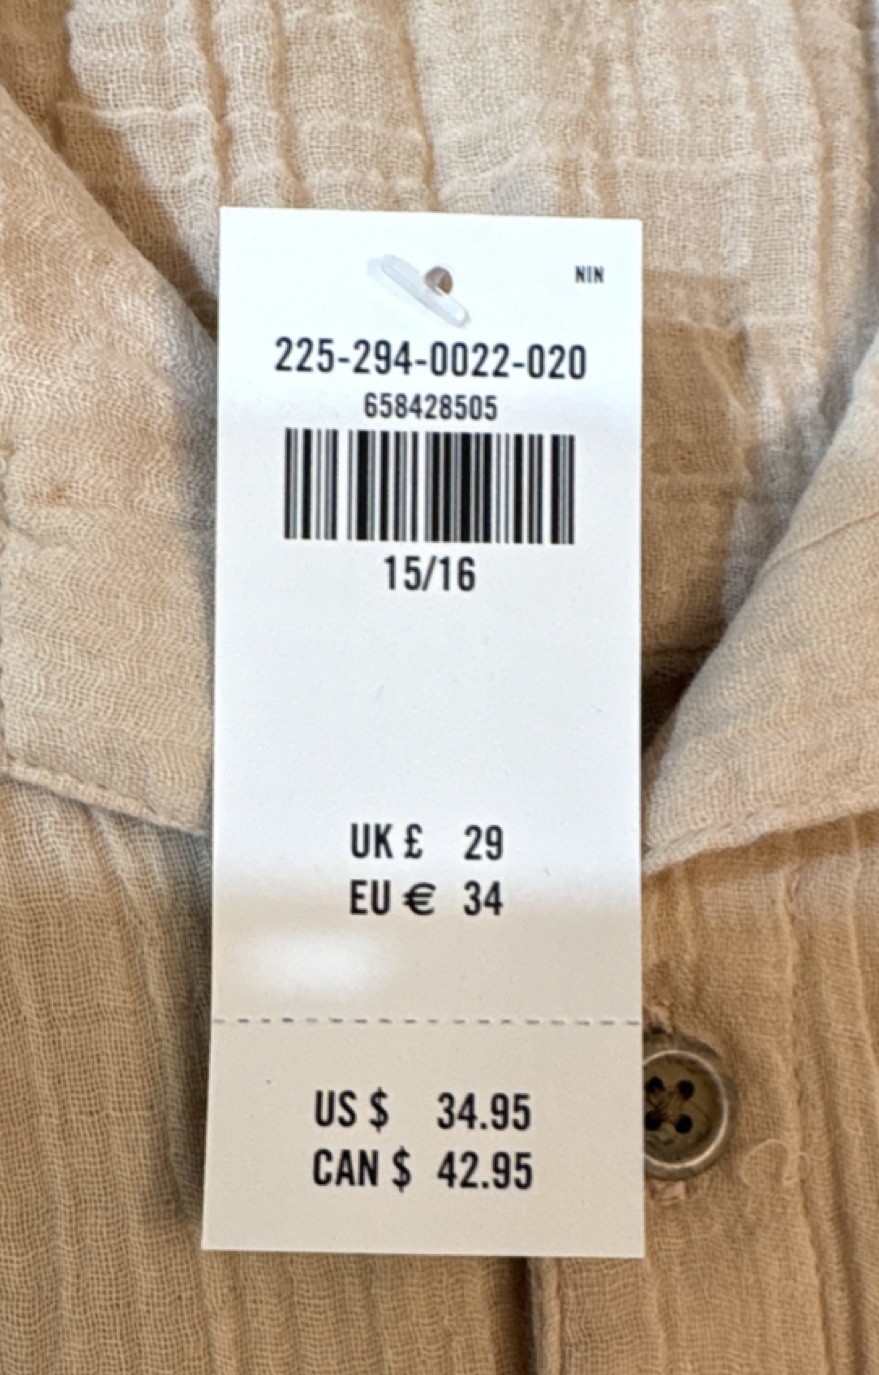 NIN
225-294-0022-020
658428505
15/16
UK £ 29
EU € 34
US $ 34.95
CAN $ 42.95